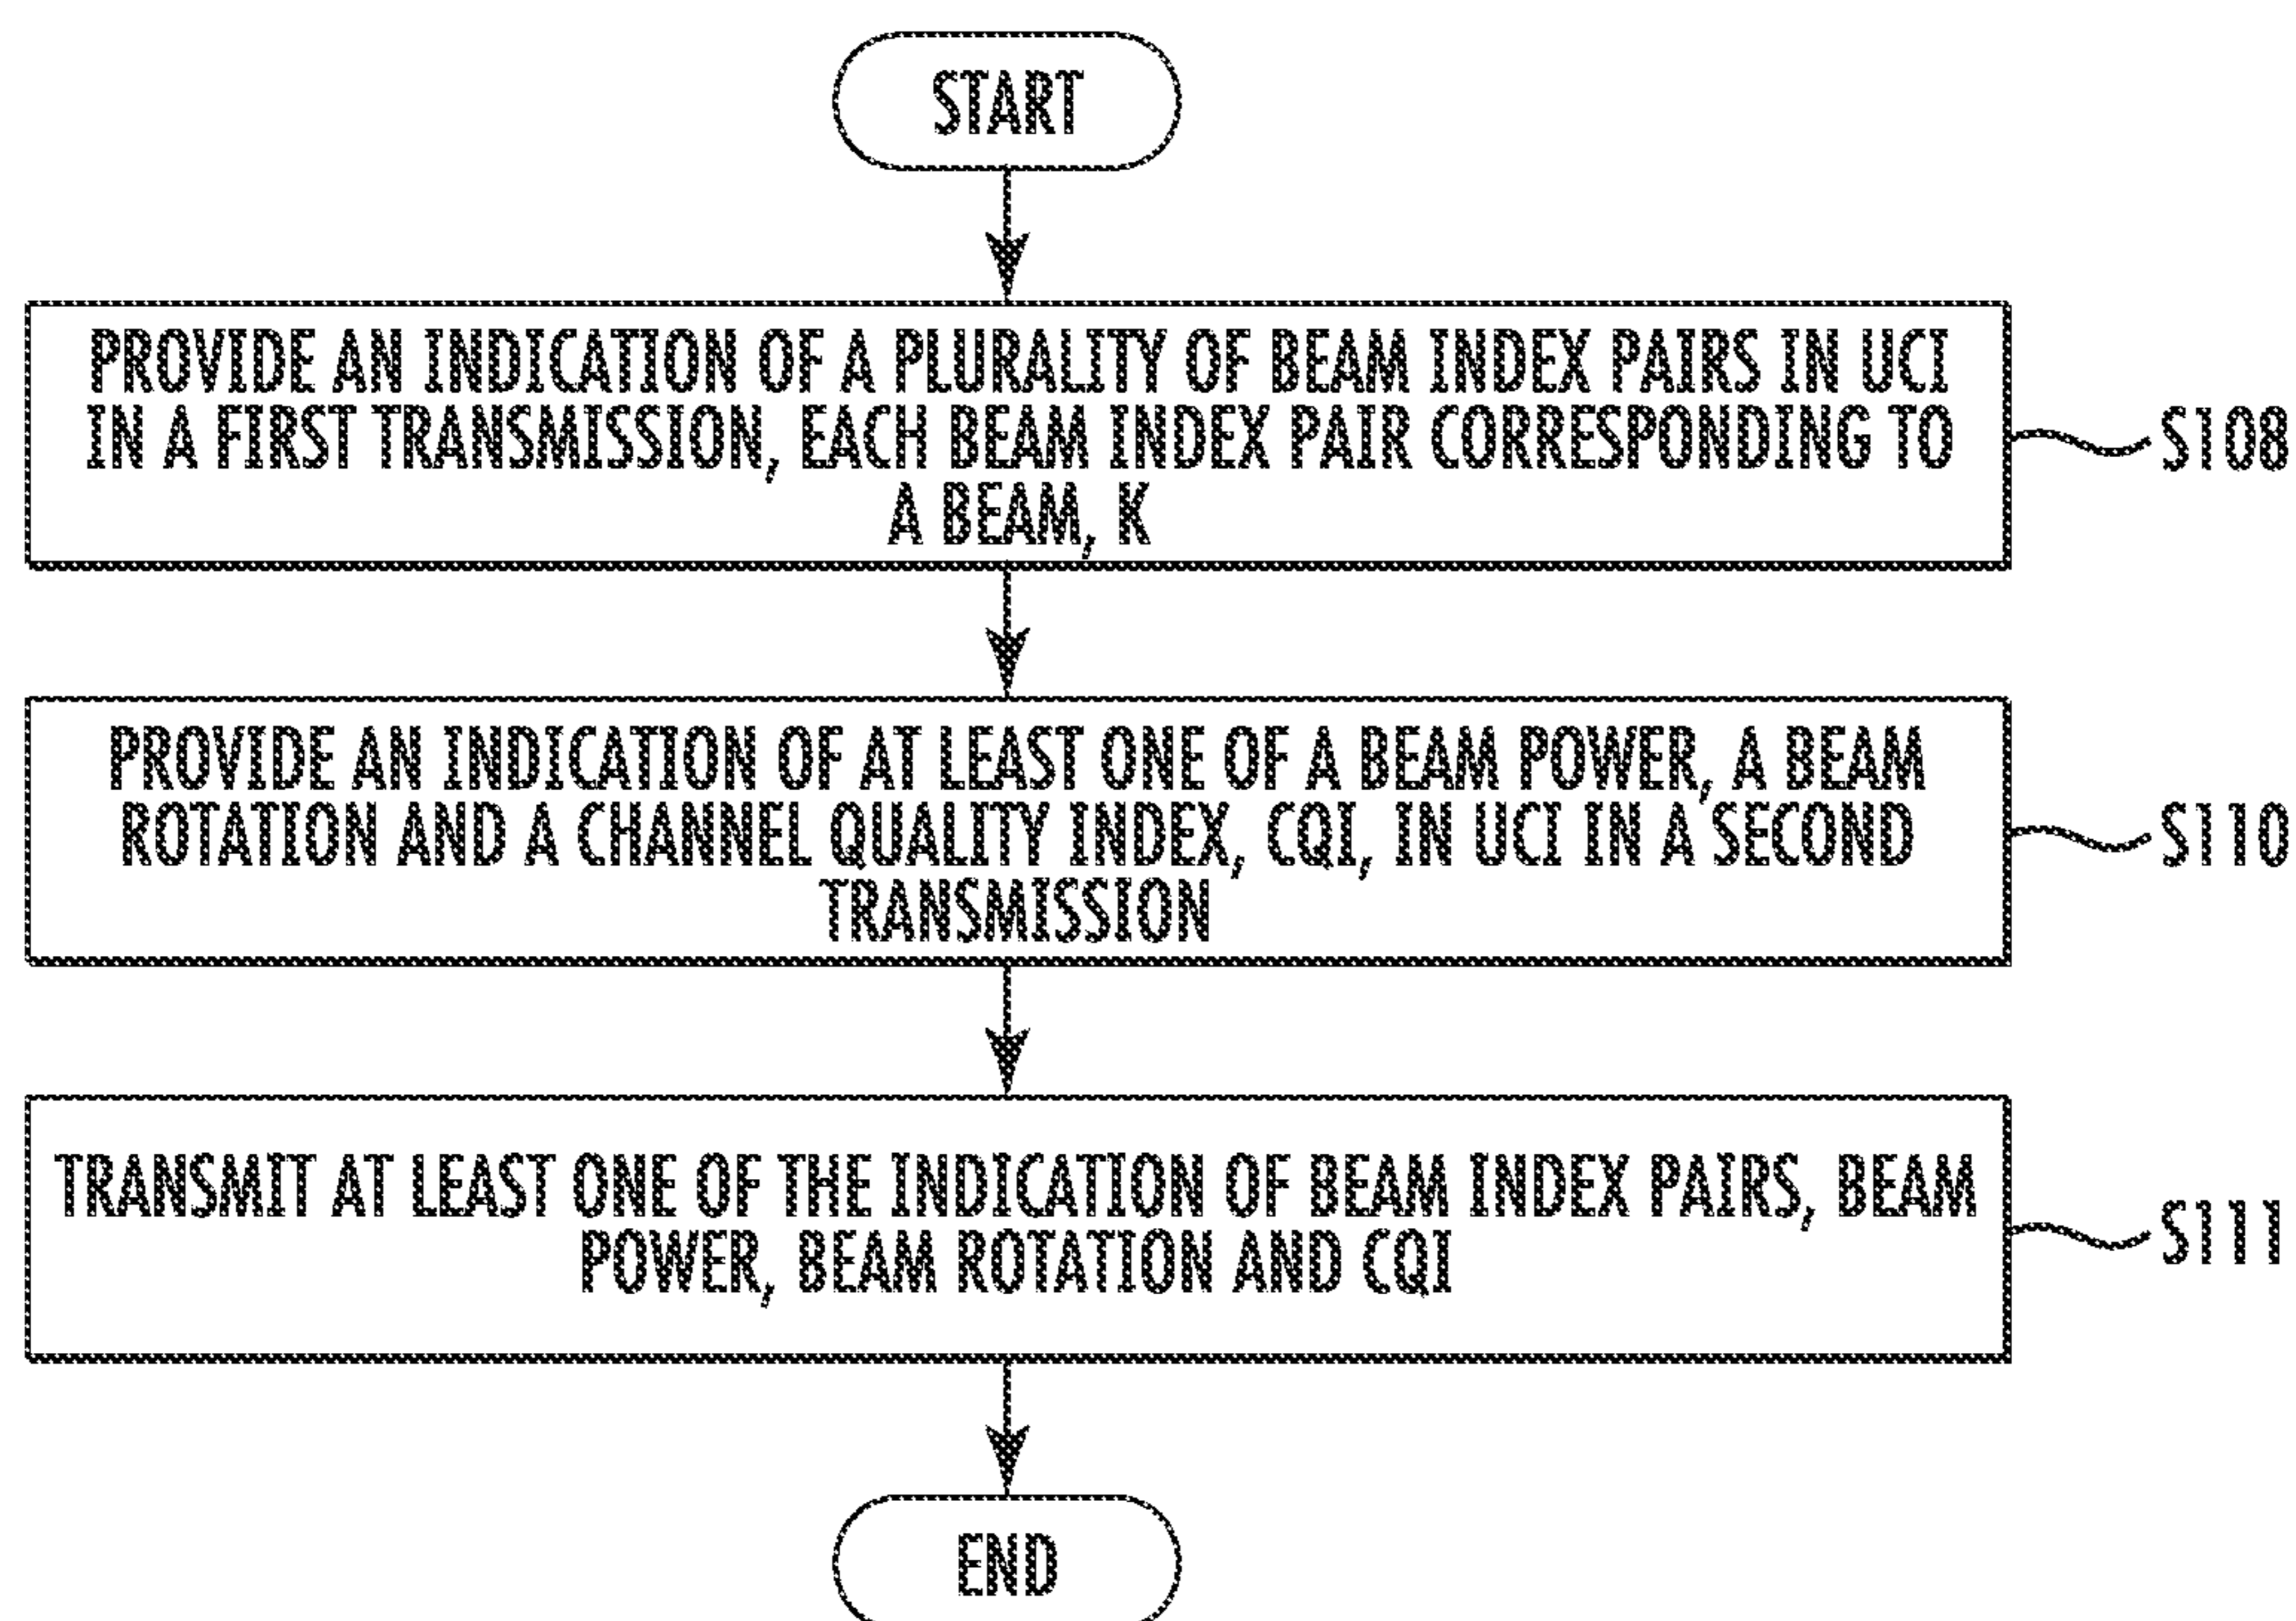 START
PROVIDE AN INDICATION OF A PLURALITY OF BEAM INDEX PAIRS IN UCI
IN A FIRST TRANSMISSION, EACH BEAM INDEX PAIR CORRESPONDING TO
A BEAM, K
S108
PROVIDE AN INDICATION OF AT LEAST ONE OF A BEAM POWER, A BEAM
ROTATION AND A CHANNEL QUALITY INDEX, CQI, IN UCI IN A SECOND
TRANSMISSION
S110
TRANSMIT AT LEAST ONE OF THE INDICATION OF BEAM INDEX PAIRS, BEAM
POWER, BEAM ROTATION AND CQI
S111
END